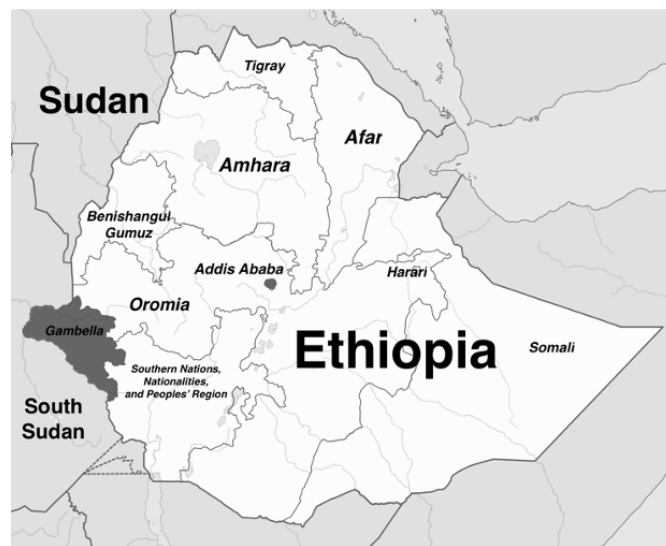 Tigray
Sudan
Afar
Amhara
Benishangul
Gumuz
Addis Ababa
Harari
Oromia
Gambella
Ethiopia
Somali
Southern Nations,
Nationalities,
and Peoples' Region
South
Sudan